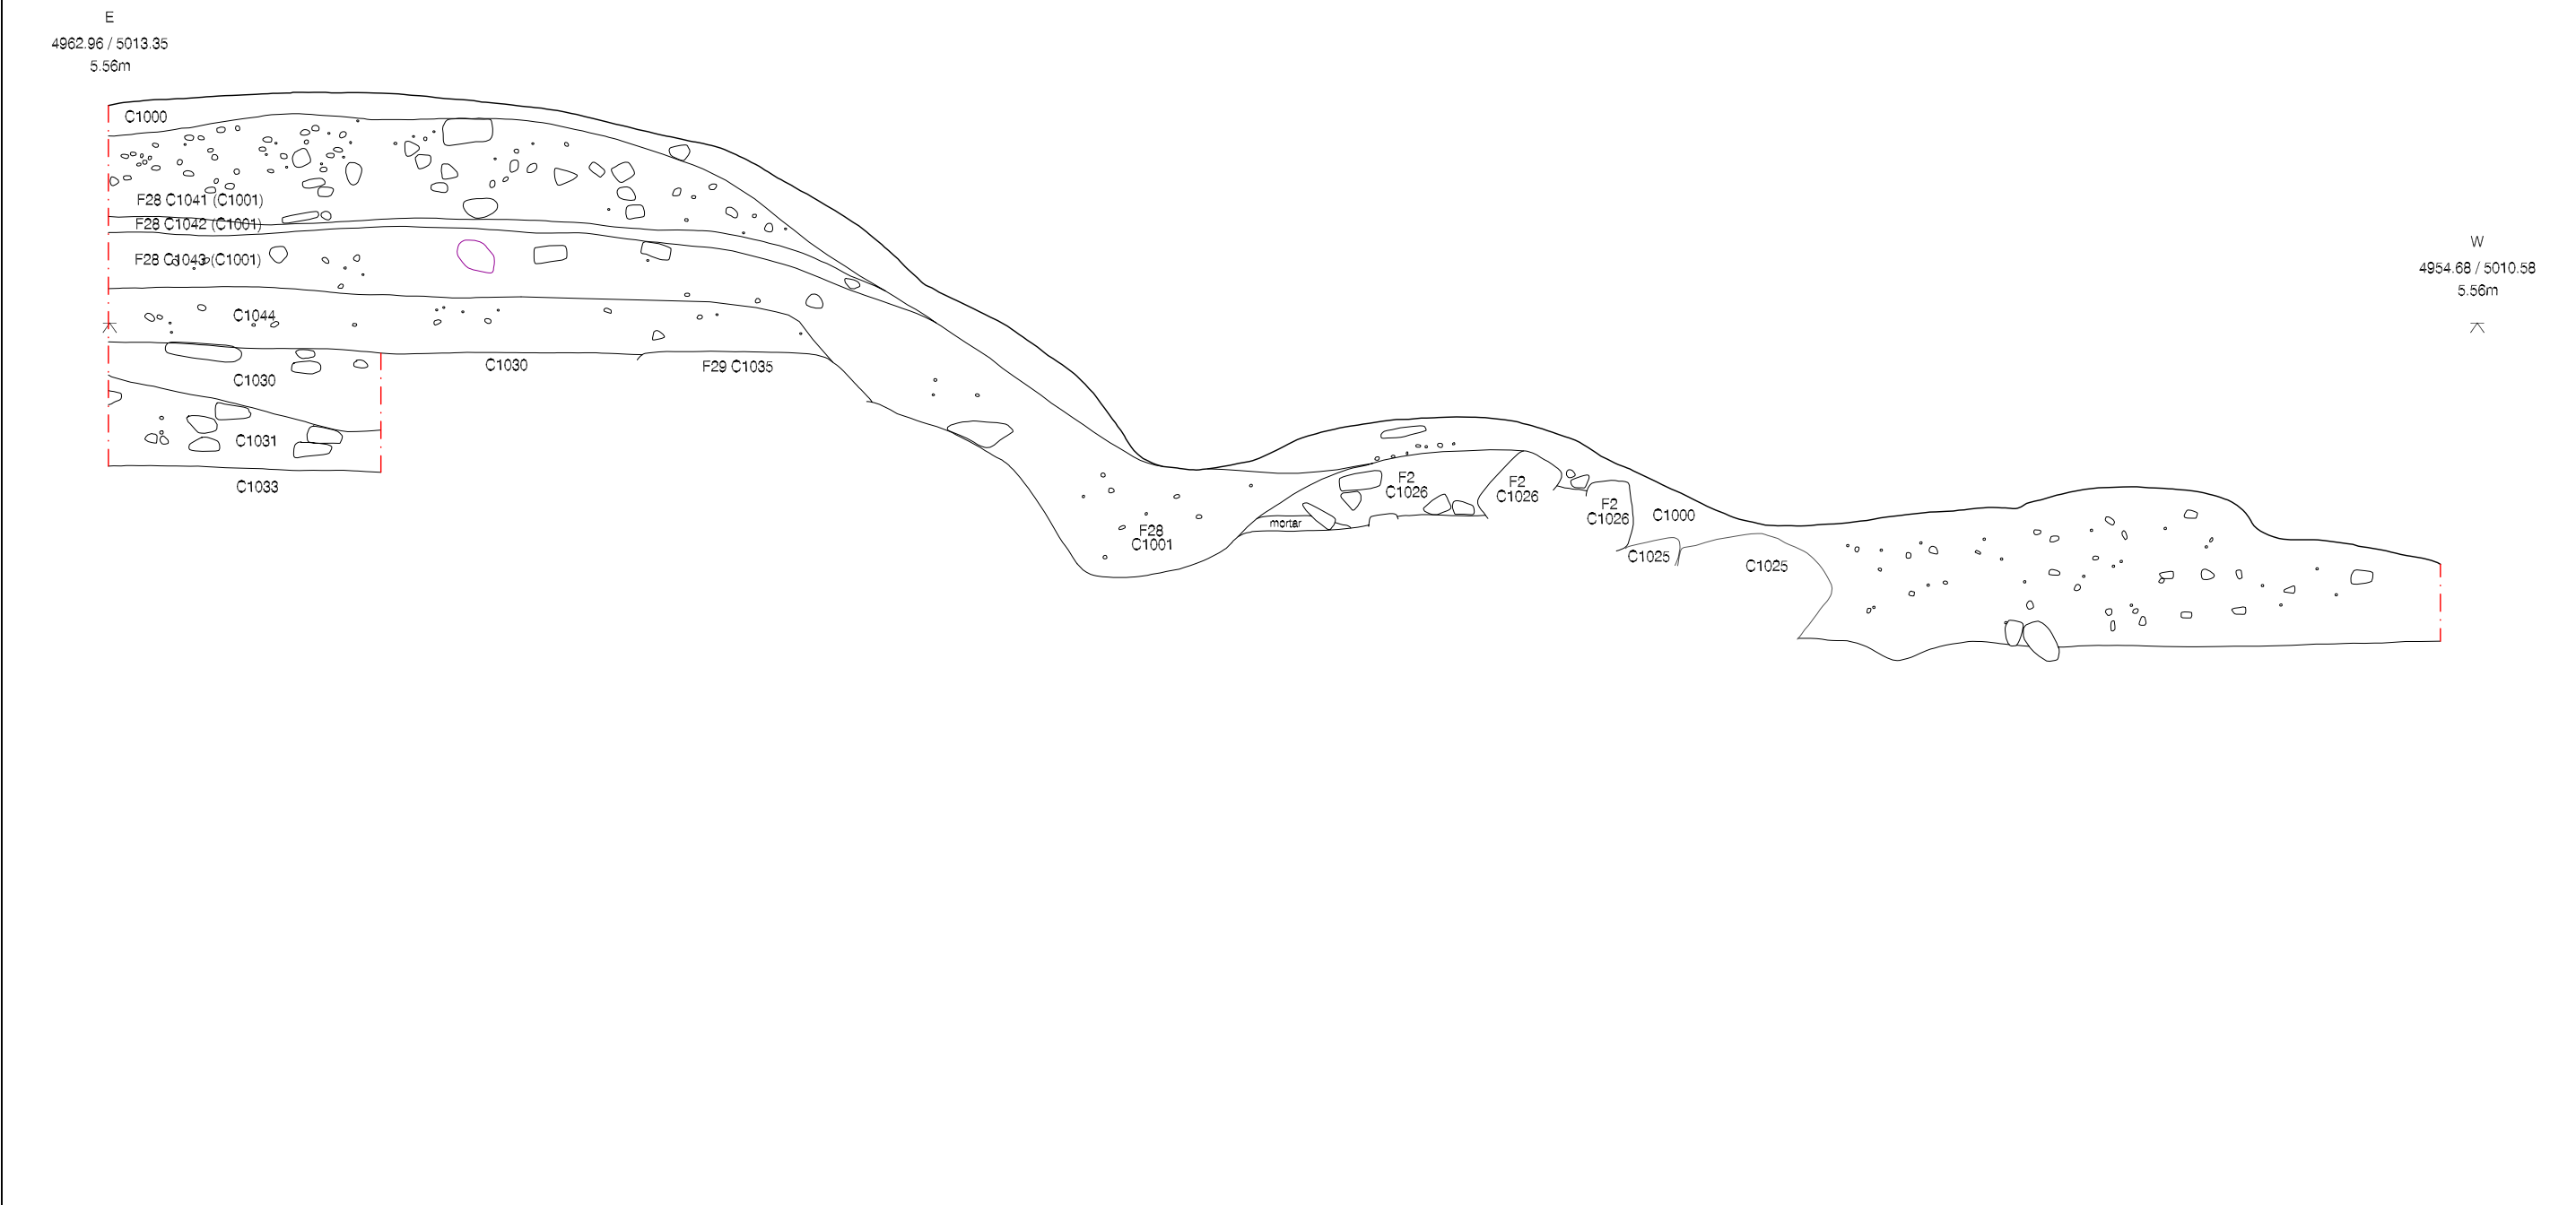 E
4962.96 / 5013.35
5.56m
C1000
F28 C1041 (C1001)
F28 C1042 (C1001)
F28 C1043 (C1001)
C1044
C1030
C1030
F29 C1035
C1031
C1033
F28
C1001
mortar
F2
C1026
F2
C1026
F2
C1026
C1000
C1025
C1025
W
4954.68 / 5010.58
5.56m